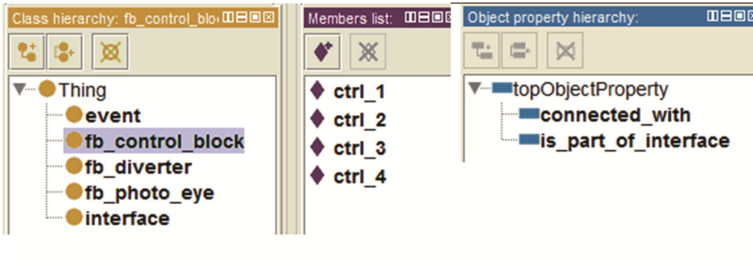 Class hierarchy: fb_control_blo
Thing
event
fb_control_block
fb_diverter
fb_photo_eye
interface
Members list:
ctrl_1
ctrl_2
ctrl_3
ctrl_4
Object property hierarchy:
topObjectProperty
connected_with
is_part_of_interface